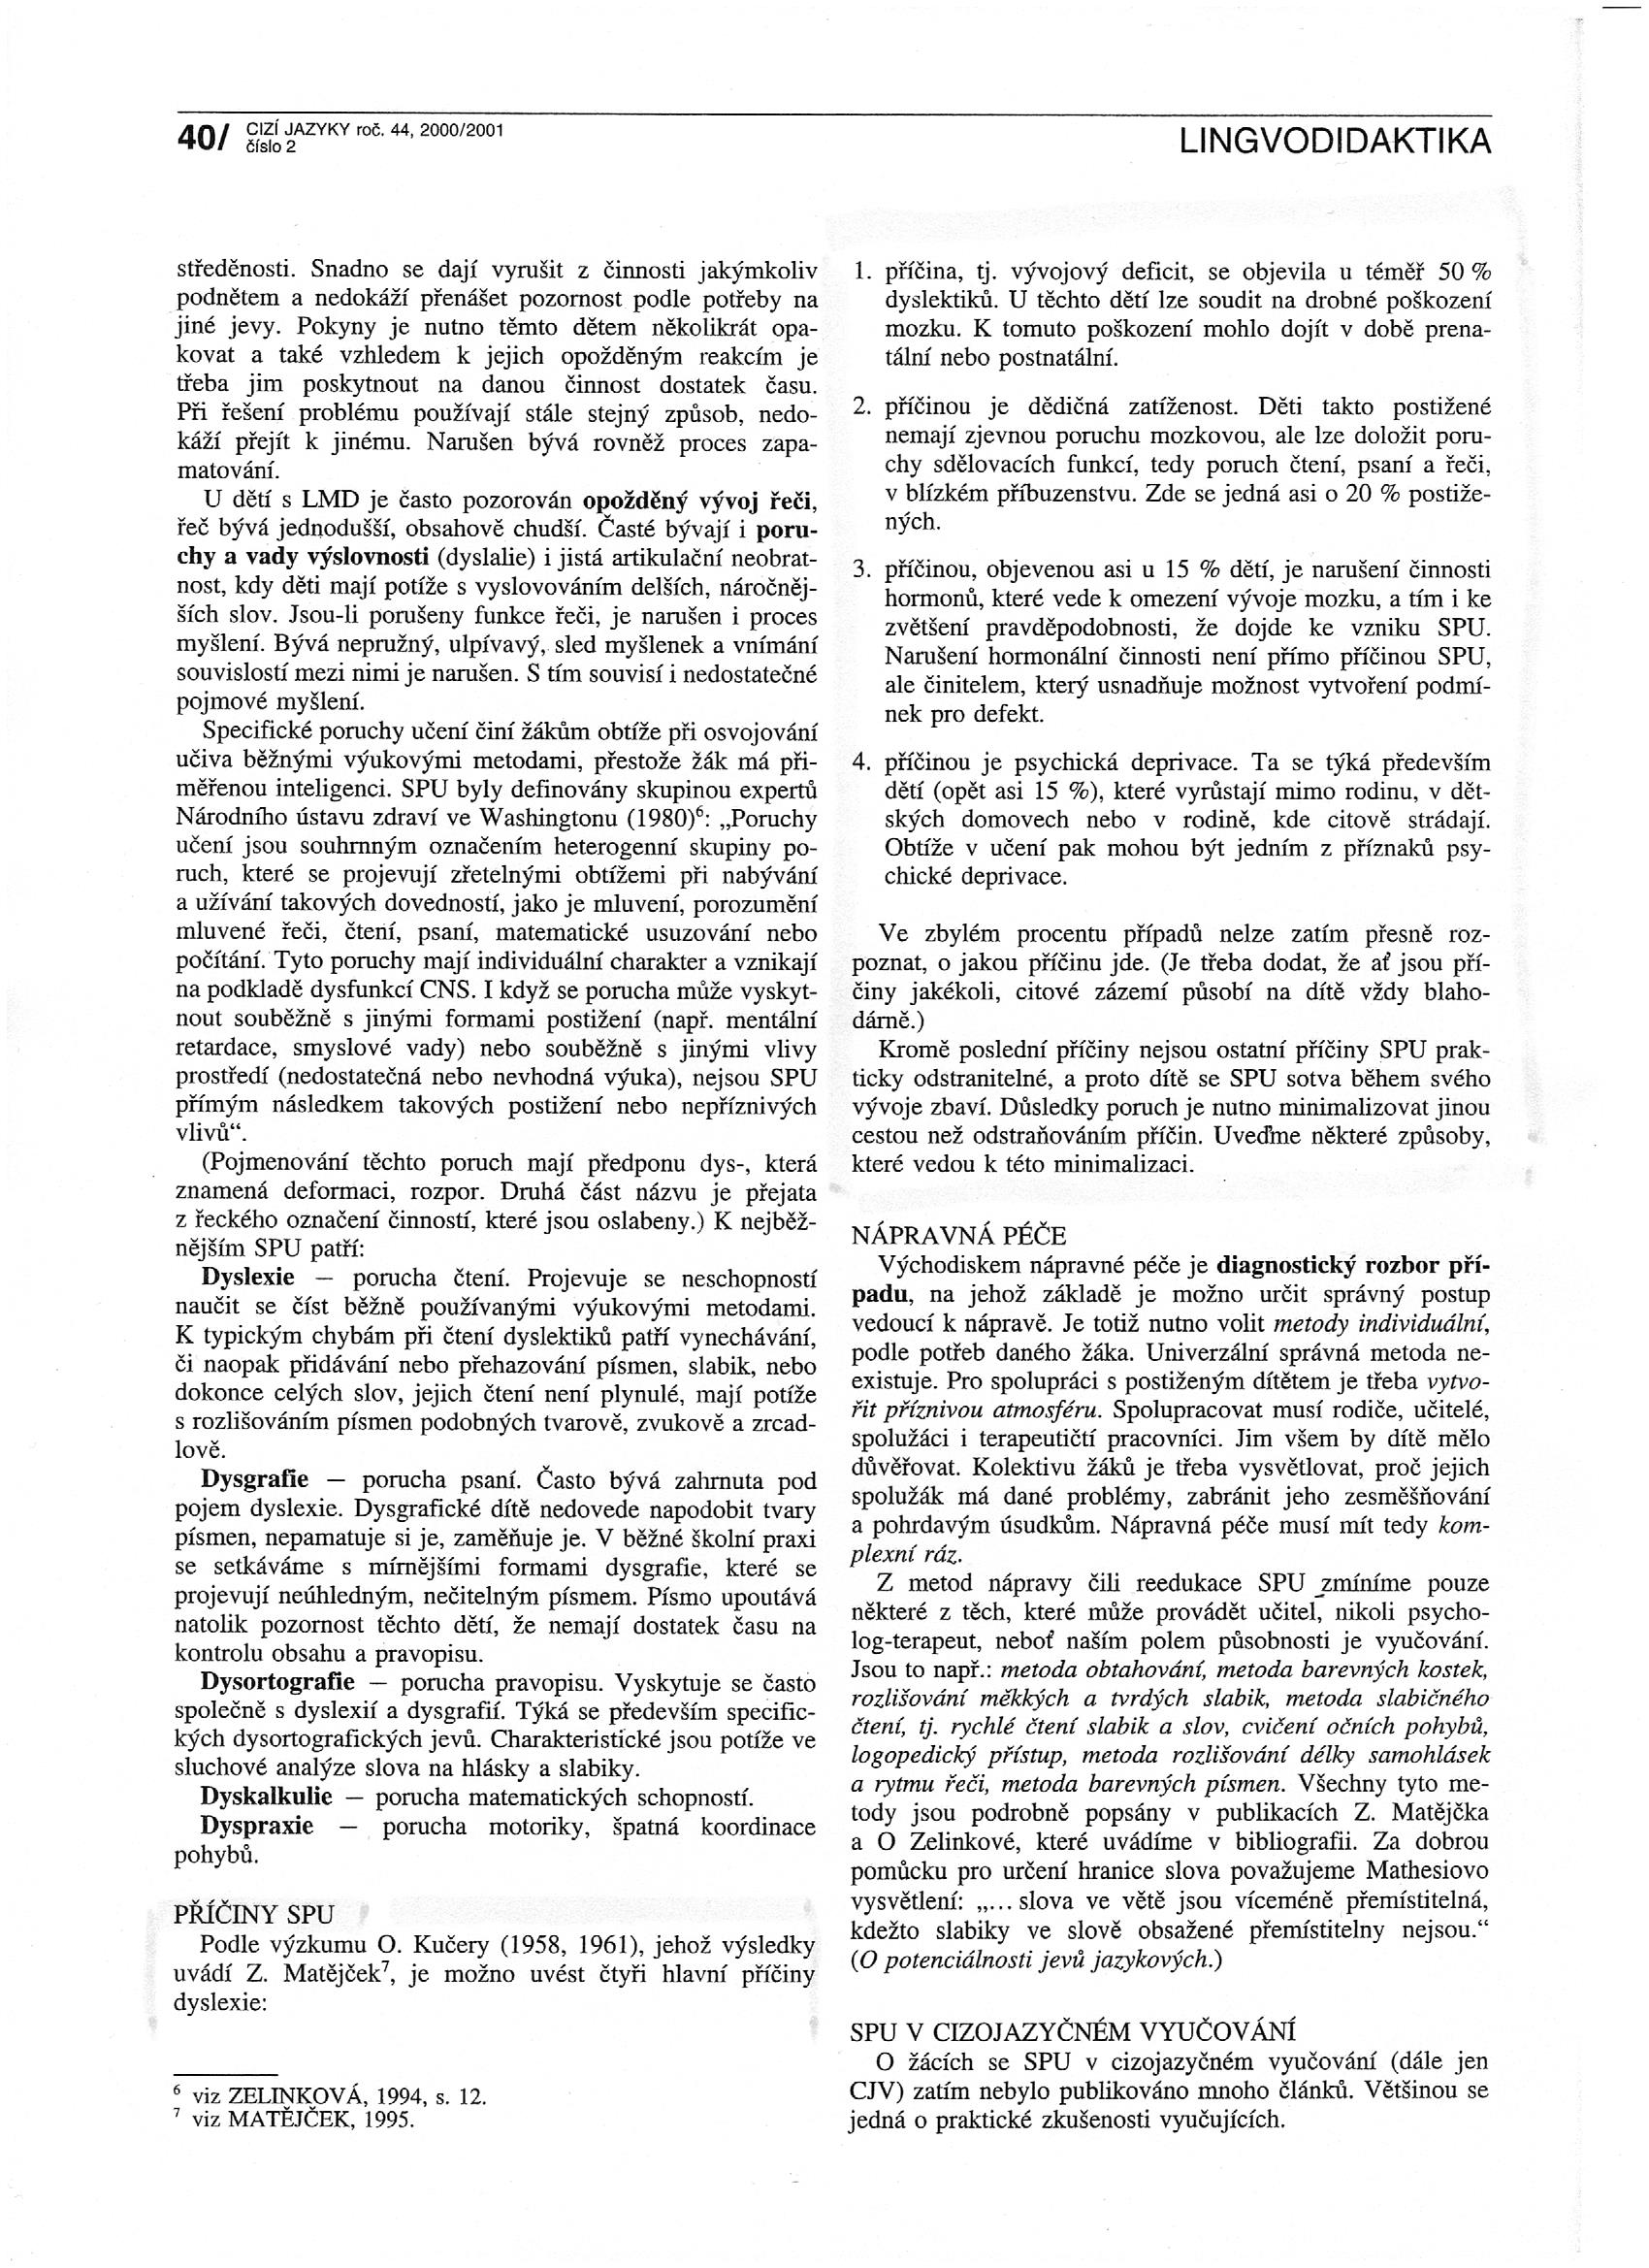 40/ CIZÍ JAZYKY roč. 44, 2000/2001
číslo 2
LINGVODIDAKTIKA
středěnosti. Snadno se dají vyrušit z činnosti jakýmkoliv
podnětem a nedokáží přenášet pozornost podle potřeby na
jiné jevy. Pokyny je nutno těmto dětem několikrát opa-
kovat a také vzhledem k jejich opožděným reakcím je
třeba jim poskytnout na danou činnost dostatek času.
Při řešení problému používají stále stejný způsob, nedo-
káží přejít k jinému. Narušen bývá rovněž proces zapa-
matování.
U dětí s LMD je často pozorován opožděný vývoj řeči,
řeč bývá jednodušší, obsahově chudší. Časté bývají i poru-
chy a vady výslovnosti (dyslalie) i jistá artikulační neobrat-
nost, kdy děti mají potíže s vyslovováním delších, náročněj-
ších slov. Jsou-li porušeny funkce řeči, je narušen i proces
myšlení. Bývá nepružný, ulpívavý, sled myšlenek a vnímání
souvislostí mezi nimi je narušen. S tím souvisí i nedostatečné
pojmové myšlení.
Specifické poruchy učení činí žákům obtíže při osvojování
učiva běžnými výukovými metodami, přestože žák má při-
měřenou inteligenci. SPU byly definovány skupinou expertů
Národního ústavu zdraví ve Washingtonu (1980)⁶: „Poruchy
učení jsou souhrnným označením heterogenní skupiny po-
ruch, které se projevují zřetelnými obtížemi při nabývání
a užívání takových dovedností, jako je mluvení, porozumění
mluvené řeči, čtení, psaní, matematické usuzování nebo
počítání. Tyto poruchy mají individuální charakter a vznikají
na podkladě dysfunkcí CNS. I když se porucha může vyskyt-
nout souběžně s jinými formami postižení (např. mentální
retardace, smyslové vady) nebo souběžně s jinými vlivy
prostředí (nedostatečná nebo nevhodná výuka), nejsou SPU
přímým následkem takových postižení nebo nepříznivých
vlivů“.
(Pojmenování těchto poruch mají předponu dys-, která
znamená deformaci, rozpor. Druhá část názvu je přejata
z řeckého označení činností, které jsou oslabeny.) K nejběž-
nějším SPU patří:
Dyslexie — porucha čtení. Projevuje se neschopností
naučit se číst běžně používanými výukovými metodami.
K typickým chybám při čtení dyslektiků patří vynechávání,
či naopak přidávání nebo přehazování písmen, slabik, nebo
dokonce celých slov, jejich čtení není plynulé, mají potíže
s rozlišováním písmen podobných tvarově, zvukově a zrcad-
lově.
Dysgrafie — porucha psaní. Často bývá zahrnuta pod
pojem dyslexie. Dysgrafické dítě nedovede napodobit tvary
písmen, nepamatuje si je, zaměňuje je. V běžné školní praxi
se setkáváme s mírnějšími formami dysgrafie, které se
projevují neúhledným, nečitelným písmem. Písmo upoutává
natolik pozornost těchto dětí, že nemají dostatek času na
kontrolu obsahu a pravopisu.
Dysortografie — porucha pravopisu. Vyskytuje se často
společně s dyslexií a dysgrafií. Týká se především specific-
kých dysortografických jevů. Charakteristické jsou potíže ve
sluchové analýze slova na hlásky a slabiky.
Dyskalkulie — porucha matematických schopností.
Dyspraxie — porucha motoriky, špatná koordinace
pohybů.
PŘÍČINY SPU
Podle výzkumu O. Kučery (1958, 1961), jehož výsledky
uvádí Z. Matějček⁷, je možno uvést čtyři hlavní příčiny
dyslexie:
⁶ viz ZELINKOVÁ, 1994, s. 12.
⁷ viz MATĚJČEK, 1995.
1. příčina, tj. vývojový deficit, se objevila u téměř 50 %
dyslektiků. U těchto dětí lze soudit na drobné poškození
mozku. K tomuto poškození mohlo dojít v době prena-
tální nebo postnatální.
2. příčinou je dědičná zatíženost. Děti takto postižené
nemají zjevnou poruchu mozkovou, ale lze doložit poru-
chy sdělovacích funkcí, tedy poruch čtení, psaní a řeči,
v blízkém příbuzenstvu. Zde se jedná asi o 20 % postiže-
ných.
3. příčinou, objevenou asi u 15 % dětí, je narušení činnosti
hormonů, které vede k omezení vývoje mozku, a tím i ke
zvětšení pravděpodobnosti, že dojde ke vzniku SPU.
Narušení hormonální činnosti není přímo příčinou SPU,
ale činitelem, který usnadňuje možnost vytvoření podmí-
nek pro defekt.
4. příčinou je psychická deprivace. Ta se týká především
dětí (opět asi 15 %), které vyrůstají mimo rodinu, v dět-
ských domovech nebo v rodině, kde citově strádají.
Obtíže v učení pak mohou být jedním z příznaků psy-
chické deprivace.
Ve zbylém procentu případů nelze zatím přesně roz-
poznat, o jakou příčinu jde. (Je třeba dodat, že ať jsou pří-
činy jakékoli, citové zázemí působí na dítě vždy blaho-
dárně.)
Kromě poslední příčiny nejsou ostatní příčiny SPU prak-
ticky odstranitelné, a proto dítě se SPU sotva během svého
vývoje zbaví. Důsledky poruch je nutno minimalizovat jinou
cestou než odstraňováním příčin. Uveďme některé způsoby,
které vedou k této minimalizaci.
NÁPRAVNÁ PÉČE
Východiskem nápravné péče je diagnostický rozbor pří-
padu, na jehož základě je možno určit správný postup
vedoucí k nápravě. Je totiž nutno volit metody individuální,
podle potřeb daného žáka. Univerzální správná metoda ne-
existuje. Pro spolupráci s postiženým dítětem je třeba vytvo-
řit příznivou atmosféru. Spolupracovat musí rodiče, učitelé,
spolužáci i terapeutičtí pracovníci. Jim všem by dítě mělo
důvěřovat. Kolektivu žáků je třeba vysvětlovat, proč jejich
spolužák má dané problémy, zabránit jeho zesměšňování
a pohrdavým úsudkům. Nápravná péče musí mít tedy kom-
plexní ráz.
Z metod nápravy čili reedukace SPU zmíníme pouze
některé z těch, které může provádět učitel, nikoli psycho-
log-terapeut, neboť naším polem působnosti je vyučování.
Jsou to např.: metoda obtahování, metoda barevných kostek,
rozlišování měkkých a tvrdých slabik, metoda slabičného
čtení, tj. rychlé čtení slabik a slov, cvičení očních pohybů,
logopedický přístup, metoda rozlišování délky samohlásek
a rytmu řeči, metoda barevných písmen. Všechny tyto me-
tody jsou podrobně popsány v publikacích Z. Matějčka
a O Zelinkové, které uvádíme v bibliografii. Za dobrou
pomůcku pro určení hranice slova považujeme Mathesiovo
vysvětlení: „... slova ve větě jsou víceméně přemístitelná,
kdežto slabiky ve slově obsažené přemístitelny nejsou.“
(O potenciálnosti jevů jazykových.)
SPU V CIZOJAZYČNÉM VYUČOVÁNÍ
O žácích se SPU v cizojazyčném vyučování (dále jen
CJV) zatím nebylo publikováno mnoho článků. Většinou se
jedná o praktické zkušenosti vyučujících.